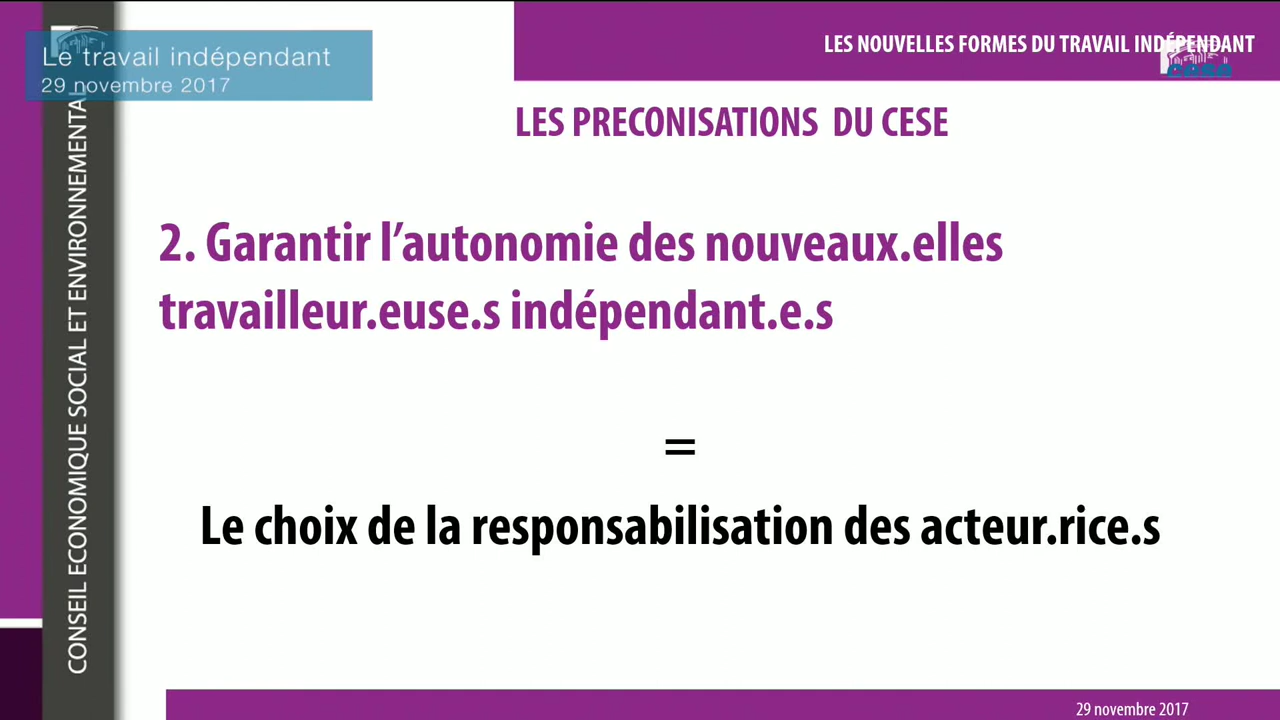 Le travail indépendant
29 novembre 2017
LES NOUVELLES FORMES DU TRAVAIL INDÉPENDANT
CONSEIL ECONOMIQUE SOCIAL ET ENVIRONNEMENTAL
LES PRECONISATIONS DU CESE
2. Garantir l’autonomie des nouveaux.elles
travailleur.euse.s indépendant.e.s
=
Le choix de la responsabilisation des acteur.rice.s
29 novembre 2017